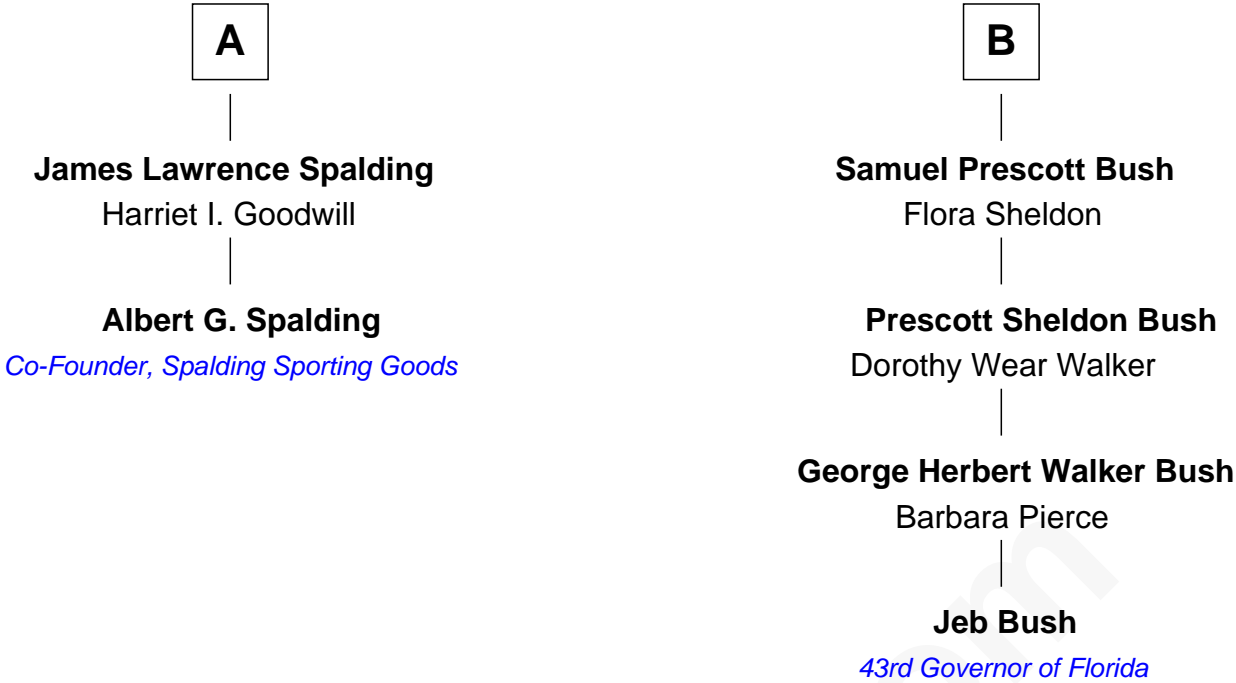 A
James Lawrence Spalding
Harriet I. Goodwill
Albert G. Spalding
Co-Founder, Spalding Sporting Goods
B
Samuel Prescott Bush
Flora Sheldon
Prescott Sheldon Bush
Dorothy Wear Walker
George Herbert Walker Bush
Barbara Pierce
Jeb Bush
43rd Governor of Florida